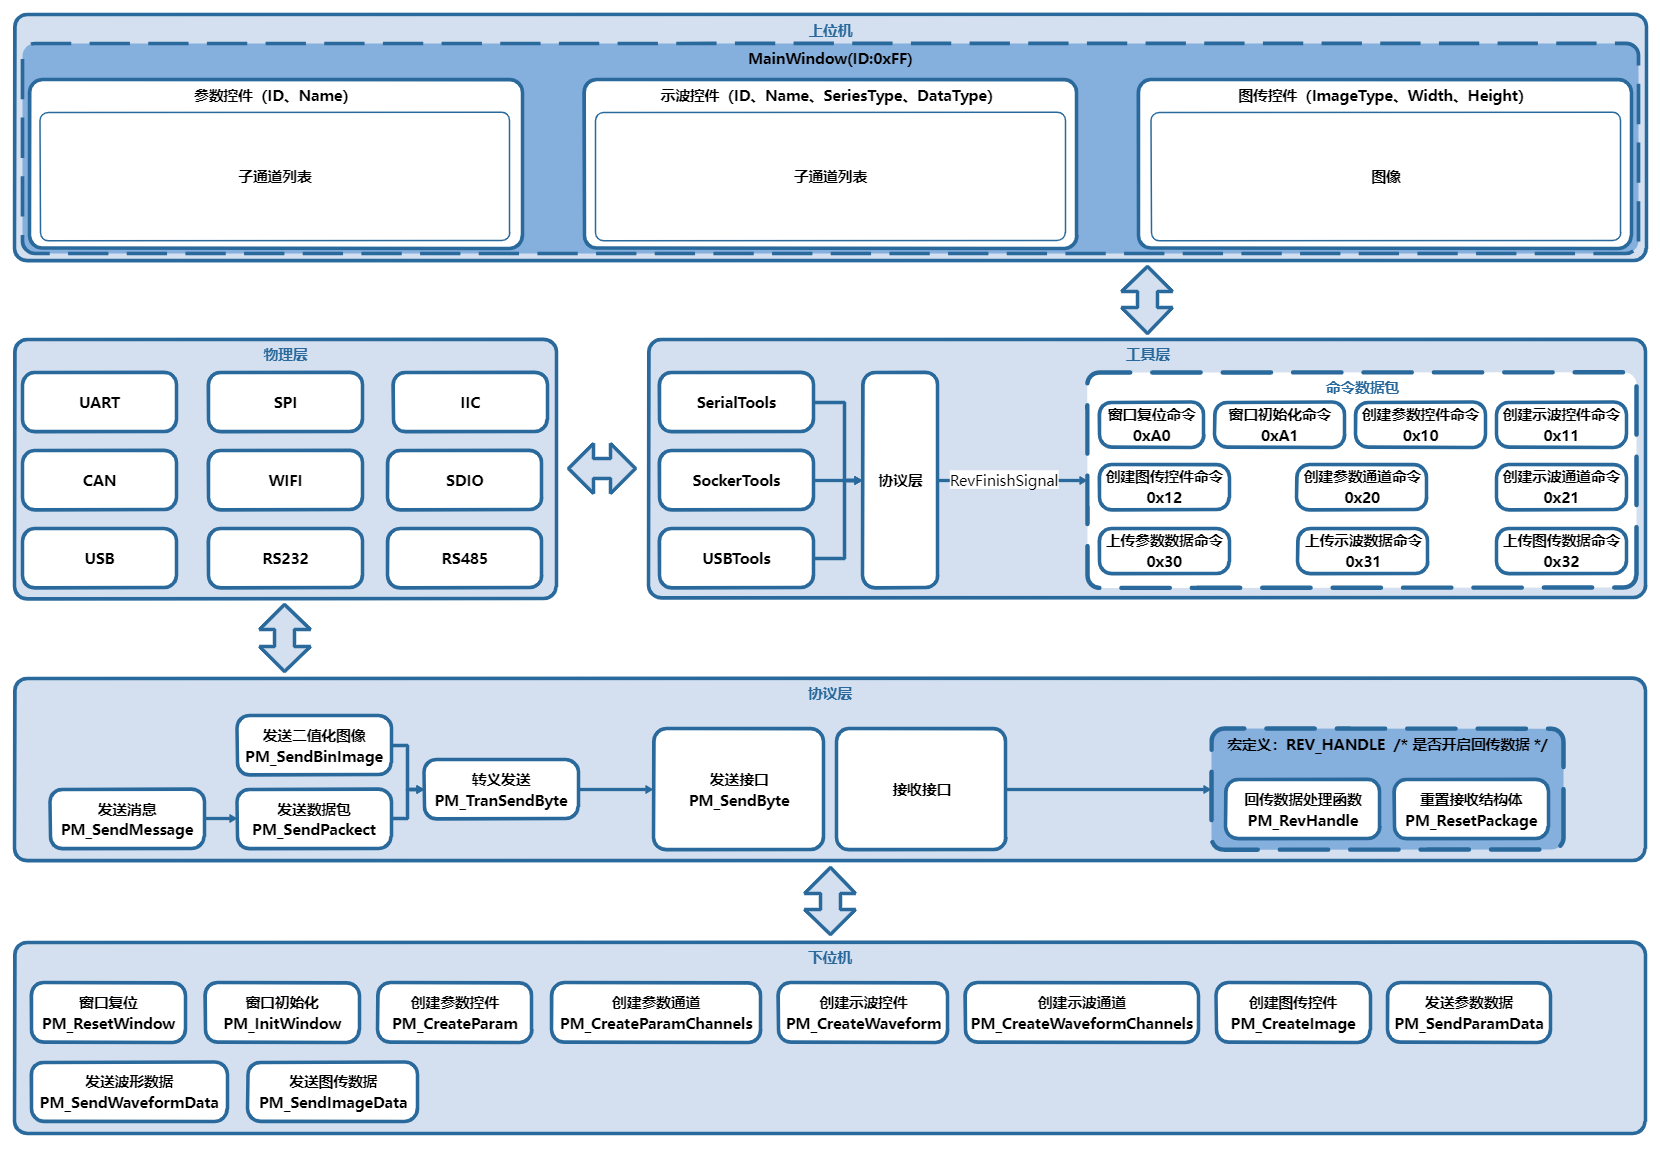 上位机
MainWindow(ID:0xFF)
参数控件（ID、Name）
子通道列表
示波控件（ID、Name、SeriesType、DataType）
子通道列表
图传控件（ImageType、Width、Height）
图像
物理层
UART
SPI
IIC
CAN
WIFI
SDIO
USB
RS232
RS485
工具层
SerialTools
SockerTools
USBTools
协议层
RevFinishSignal
命令数据包
窗口复位命令
0xA0
窗口初始化命令
0xA1
创建参数控件命令
0x10
创建示波控件命令
0x11
创建图传控件命令
0x12
创建参数通道命令
0x20
创建示波通道命令
0x21
上传参数数据命令
0x30
上传示波数据命令
0x31
上传图传数据命令
0x32
协议层
发送二值化图像
PM_SendBinImage
发送消息
PM_SendMessage
发送数据包
PM_SendPackect
转义发送
PM_TranSendByte
发送接口
PM_SendByte
接收接口
宏定义：REV_HANDLE /* 是否开启回传数据 */
回传数据处理函数
PM_RevHandle
重置接收结构体
PM_ResetPackage
下位机
窗口复位
PM_ResetWindow
窗口初始化
PM_InitWindow
创建参数控件
PM_CreateParam
创建参数通道
PM_CreateParamChannels
创建示波控件
PM_CreateWaveform
创建示波通道
PM_CreateWaveformChannels
创建图传控件
PM_CreateImage
发送参数数据
PM_SendParamData
发送波形数据
PM_SendWaveformData
发送图传数据
PM_SendImageData